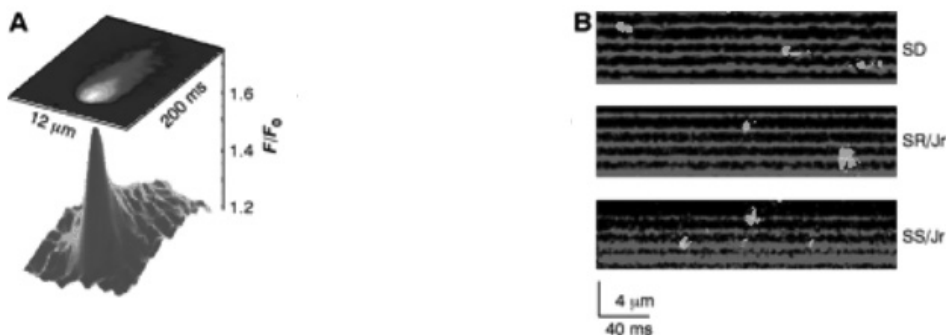 A
12 μm
200 ms
1.6
1.4
1.2
F/F₀
B
SD
SR/Jr
SS/Jr
4 μm
40 ms